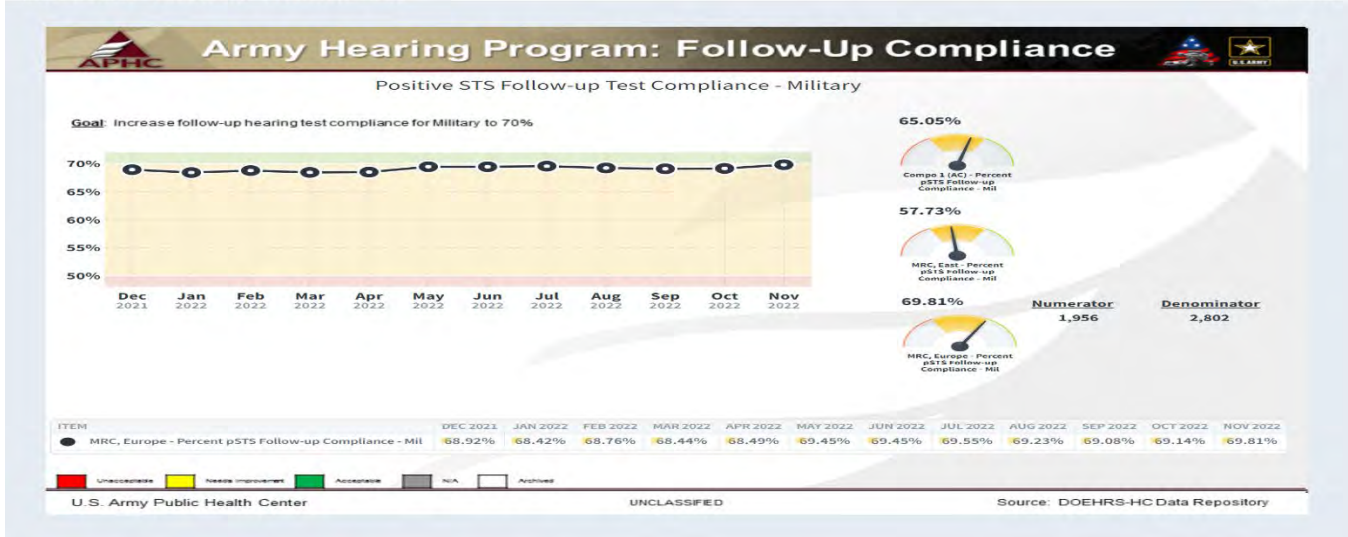 APHC
Army Hearing Program: Follow-Up Compliance
U.S. ARMY
Positive STS Follow-up Test Compliance - Military
Goal: Increase follow-up hearing test compliance for Military to 70%
70%
65%
60%
55%
50%
Dec Jan Feb Mar Apr May Jun Jul Aug Sep Oct Nov
2021 2022 2022 2022 2022 2022 2022 2022 2022 2022 2022 2022
65.05%
Compo 1 (AC) - Percent
pSTS Follow-up
Compliance - Mil
57.73%
MRC, East - Percent
pSTS Follow-up
Compliance - Mil
69.81%
MRC, Europe - Percent
pSTS Follow-up
Compliance - Mil
Numerator Denominator
1,956 2,802
ITEM DEC 2021 JAN 2022 FEB 2022 MAR 2022 APR 2022 MAY 2022 JUN 2022 JUL 2022 AUG 2022 SEP 2022 OCT 2022 NOV 2022
MRC, Europe - Percent pSTS Follow-up Compliance - Mil 68.92% 68.42% 68.76% 68.44% 68.49% 69.45% 69.45% 69.55% 69.23% 69.08% 69.14% 69.81%
Unacceptable Needs Improvement Acceptable N/A Archived
U.S. Army Public Health Center UNCLASSIFIED Source: DOEHRS-HC Data Repository